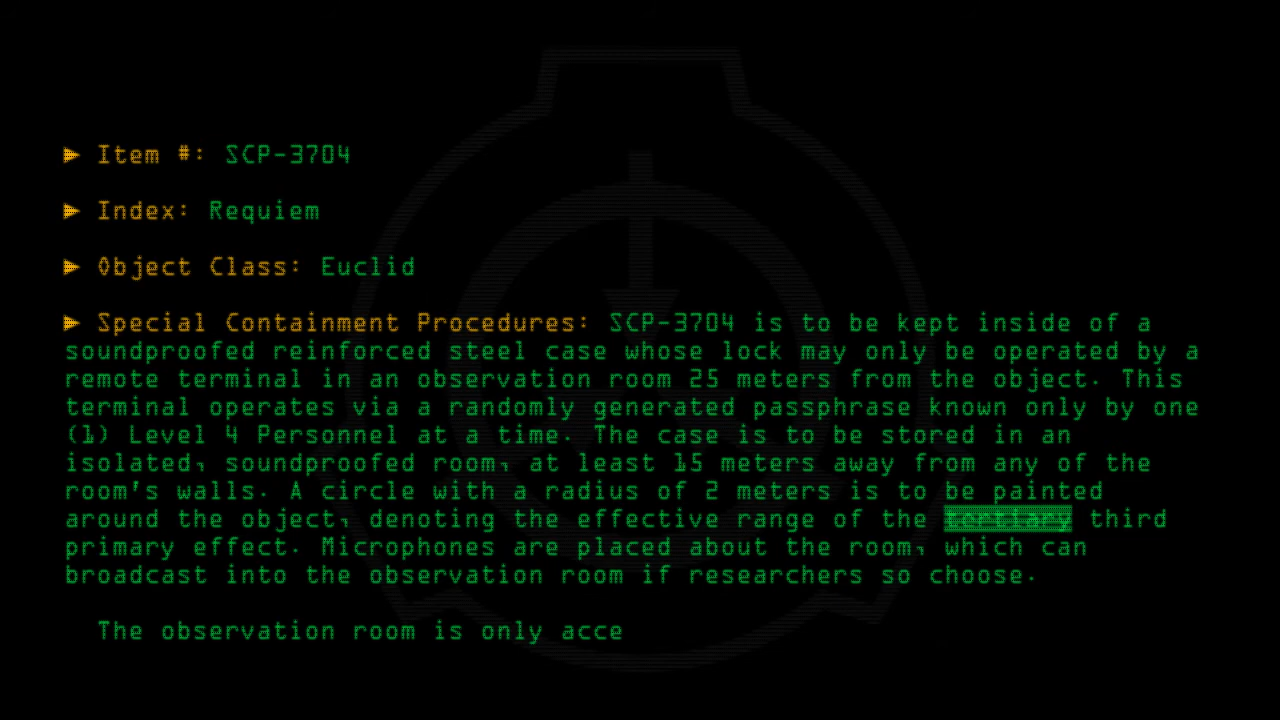 ► Item #: SCP-3704
► Index: Requiem
► Object Class: Euclid
► Special Containment Procedures: SCP-3704 is to be kept inside of a
soundproofed reinforced steel case whose lock may only be operated by a
remote terminal in an observation room 25 meters from the object. This
terminal operates via a randomly generated passphrase known only by one
(1) Level 4 Personnel at a time. The case is to be stored in an
isolated, soundproofed room, at least 15 meters away from any of the
room's walls. A circle with a radius of 2 meters is to be painted
around the object, denoting the effective range of the tertiary third
primary effect. Microphones are placed about the room, which can
broadcast into the observation room if researchers so choose.
The observation room is only acce